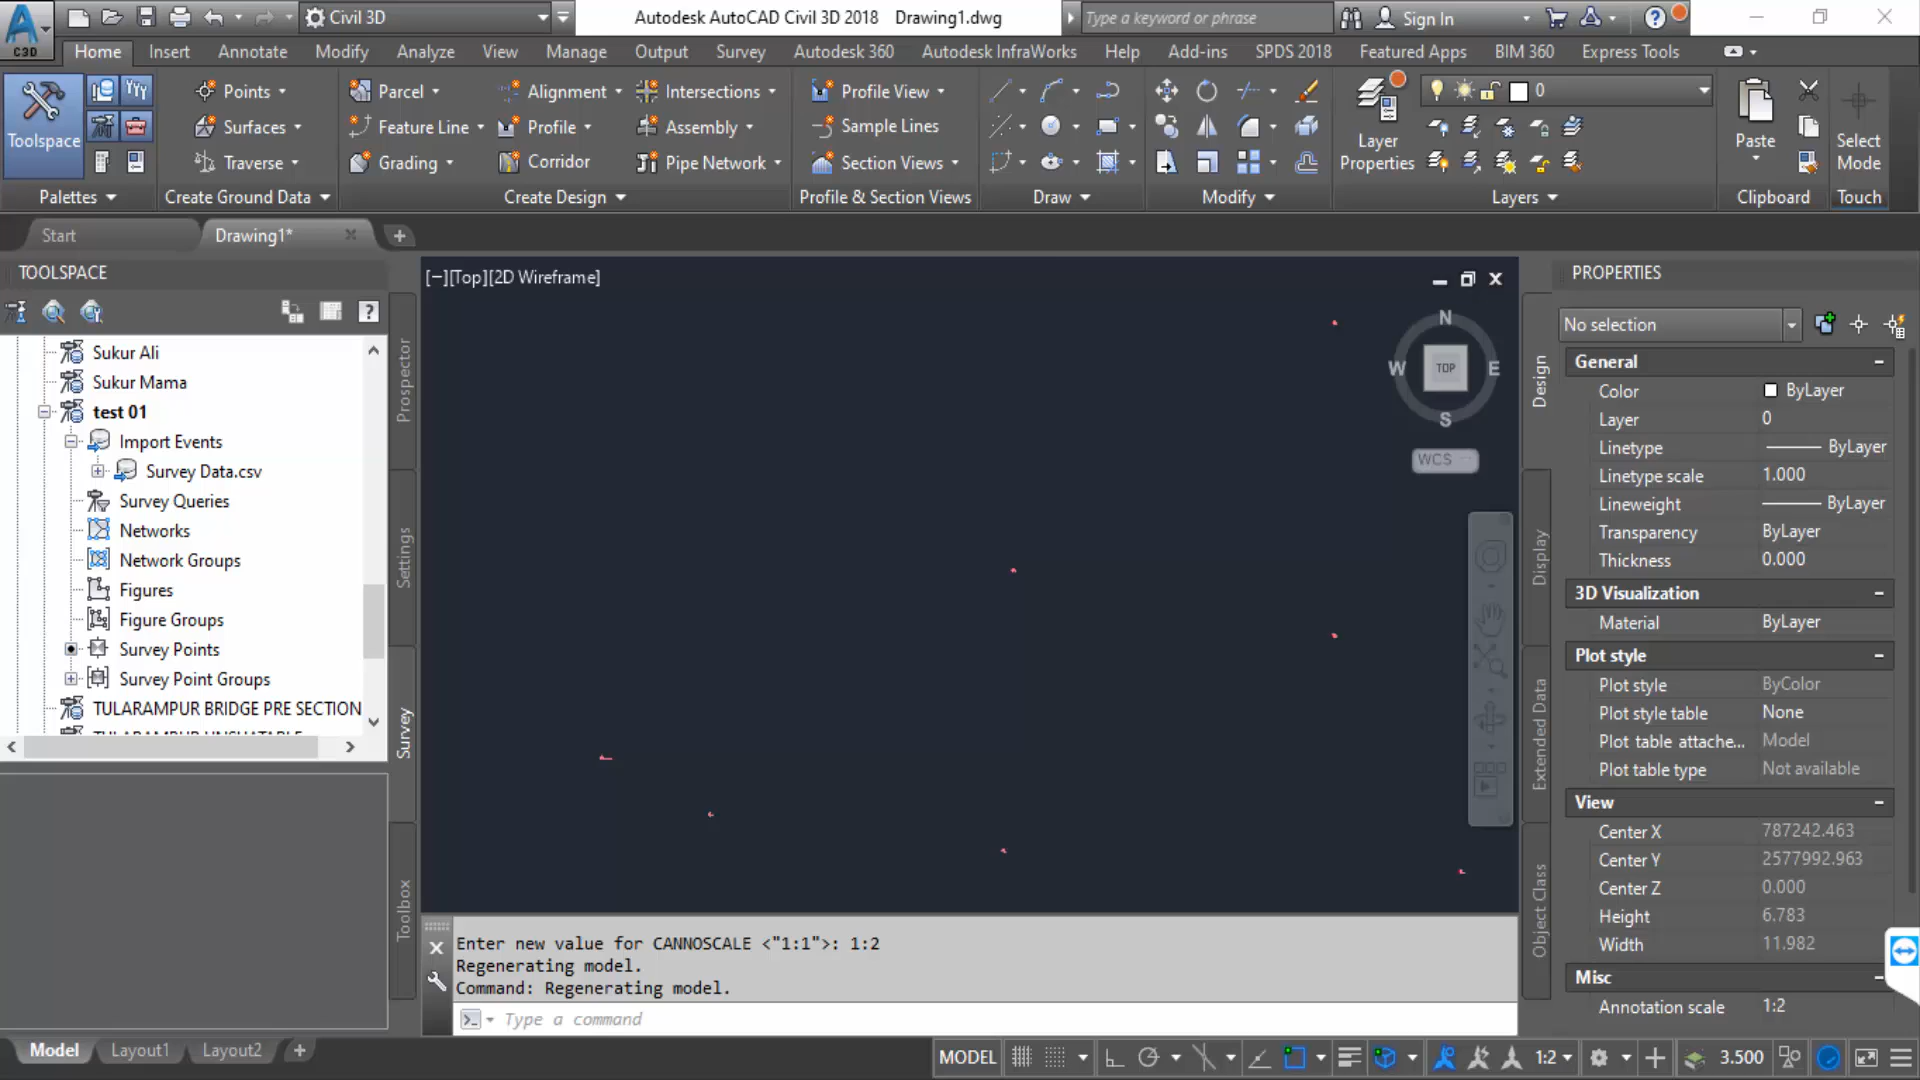 C3D
Civil 3D
Autodesk AutoCAD Civil 3D 2018 Drawing1.dwg
Type a keyword or phrase
Sign In
Home Insert Annotate Modify Analyze View Manage Output Survey Autodesk 360 Autodesk InfraWorks Help Add-ins SPDS 2018 Featured Apps BIM 360 Express Tools
Points Parcel Alignment Intersections Profile View 0
Toolspace Surfaces Feature Line Profile Assembly Sample Lines Layer Properties Paste Select Mode
Traverse Grading Corridor Pipe Network Section Views
Palettes Create Ground Data Create Design Profile & Section Views Draw Modify Layers Clipboard Touch
Start Drawing1*
TOOLSPACE
Sukur Ali
Sukur Mama
test 01
Import Events
Survey Data.csv
Survey Queries
Networks
Network Groups
Figures
Figure Groups
Survey Points
Survey Point Groups
TULARAMPUR BRIDGE PRE SECTION
Prospector
Settings
Survey
Toolbox
[−][Top][2D Wireframe]
N
W TOP E
S
WCS
Design
Display
Extended Data
Object Class
PROPERTIES
No selection
General
Color ByLayer
Layer 0
Linetype ByLayer
Linetype scale 1.000
Lineweight ByLayer
Transparency ByLayer
Thickness 0.000
3D Visualization
Material ByLayer
Plot style
Plot style ByColor
Plot style table None
Plot table attache... Model
Plot table type Not available
View
Center X 787242.463
Center Y 2577992.963
Center Z 0.000
Height 6.783
Width 11.982
Misc
Annotation scale 1:2
Enter new value for CANNOSCALE <"1:1">: 1:2
Regenerating model.
Command: Regenerating model.
Type a command
Model Layout1 Layout2
MODEL 1:2 3.500